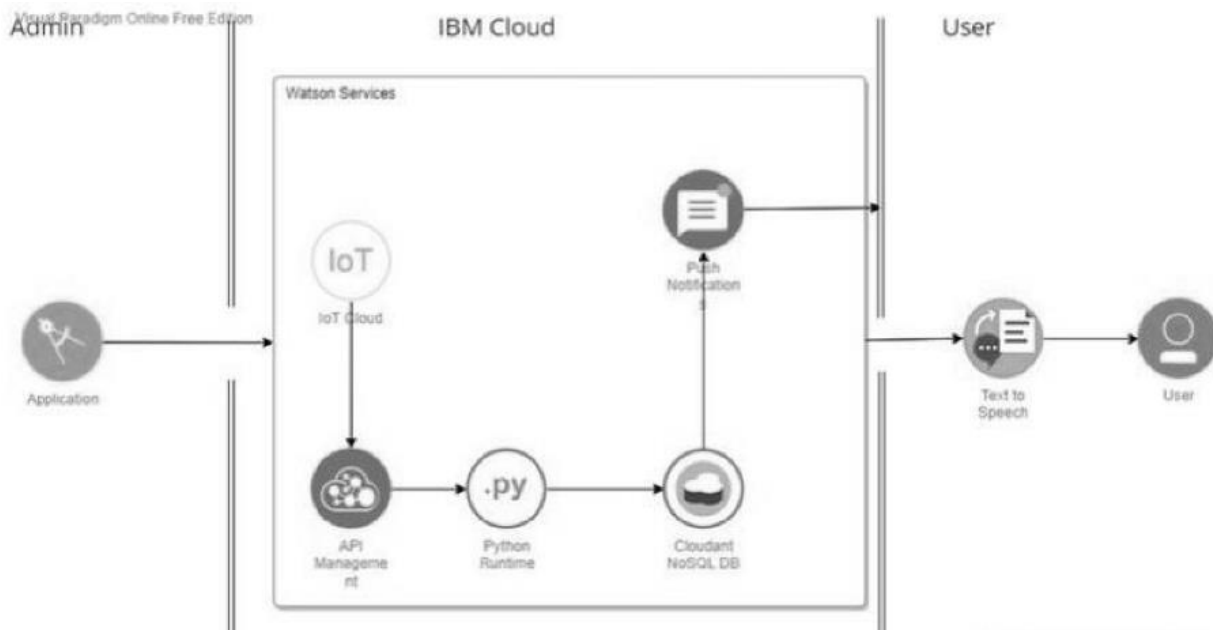 Visual Paradigm Online Free Edition
Admin
IBM Cloud
User
Watson Services
IoT
IoT Cloud
Push
Notification
s
Application
Text to
Speech
User
.py
API
Manageme
nt
Python
Runtime
Cloudant
NoSQL DB